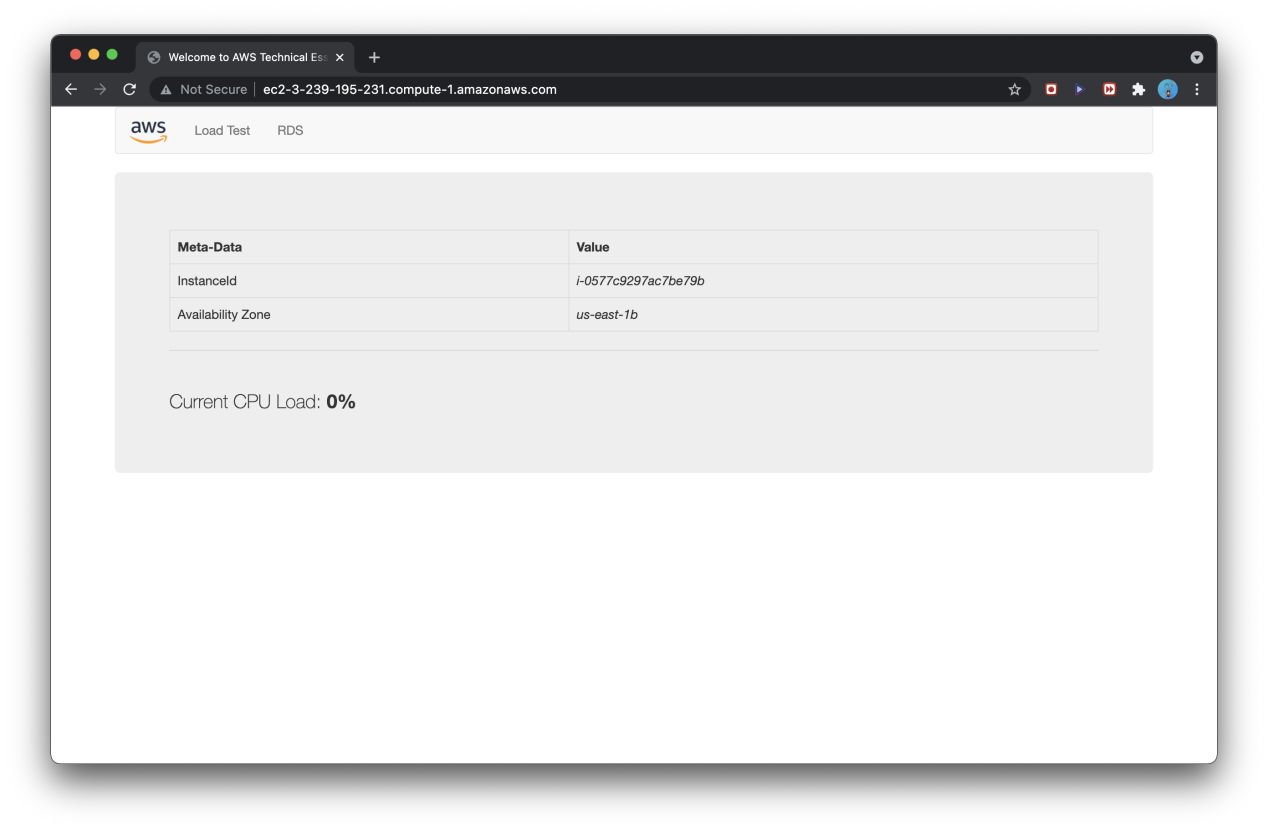 Welcome to AWS Technical Ess
Not Secure ec2-3-239-195-231.compute-1.amazonaws.com
aws Load Test RDS
Meta-Data Value
InstanceId i-0577c9297ac7be79b
Availability Zone us-east-1b
Current CPU Load: 0%